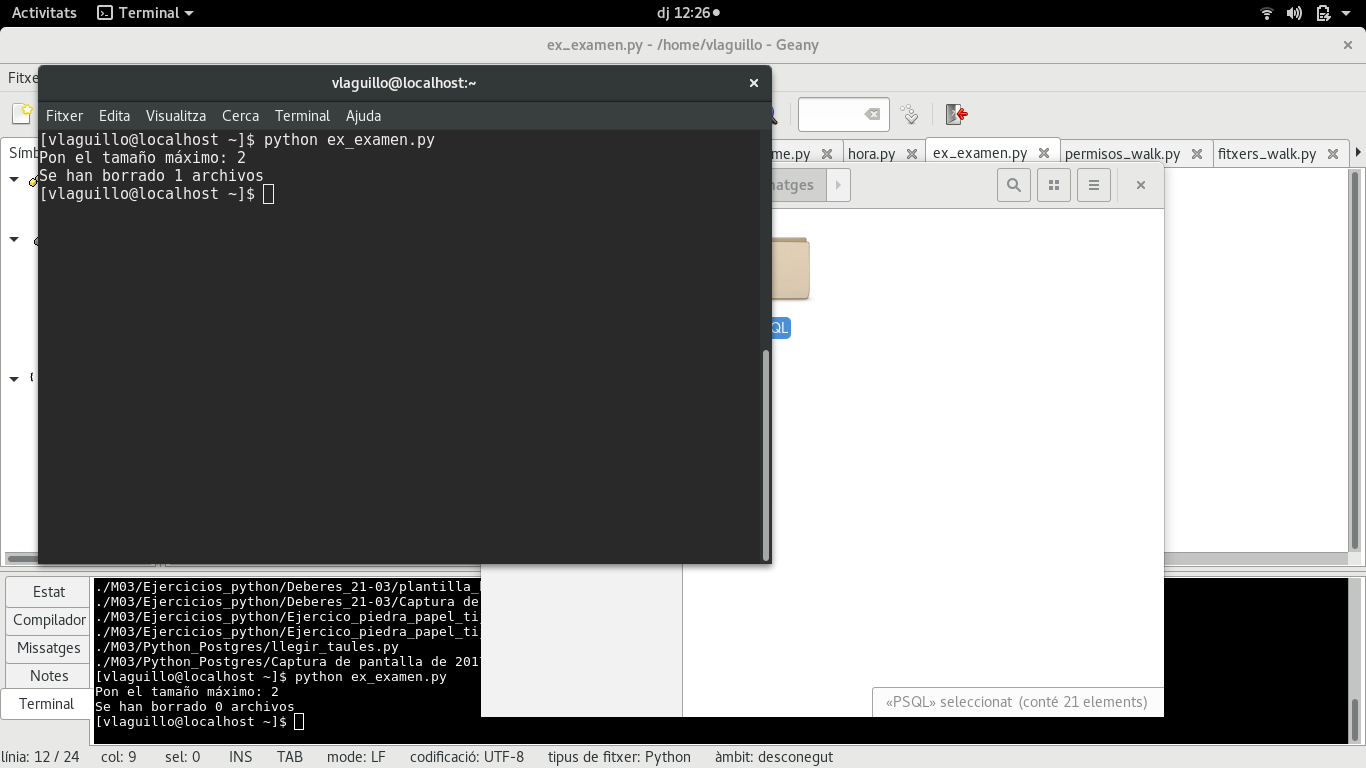 Activitats Terminal dj 12:26
ex_examen.py - /home/vlaguillo - Geany
Fitxe
vlaguillo@localhost:~
Fitxer Edita Visualitza Cerca Terminal Ajuda
[vlaguillo@localhost ~]$ python ex_examen.py
Pon el tamaño máximo: 2
Se han borrado 1 archivos
[vlaguillo@localhost ~]$
Símb
me.py hora.py ex_examen.py permisos_walk.py fitxers_walk.py
atges
QL
«PSQL» seleccionat (conté 21 elements)
Estat
Compilador
Missatges
Notes
Terminal
./M03/Ejercicios_python/Deberes_21-03/plantilla_
./M03/Ejercicios_python/Deberes_21-03/Captura de
./M03/Ejercicios_python/Ejercico_piedra_papel_ti
./M03/Ejercicios_python/Ejercico_piedra_papel_ti
./M03/Python_Postgres/llegir_taules.py
./M03/Python_Postgres/Captura de pantalla de 201
[vlaguillo@localhost ~]$ python ex_examen.py
Pon el tamaño máximo: 2
Se han borrado 0 archivos
[vlaguillo@localhost ~]$
línia: 12 / 24 col: 9 sel: 0 INS TAB mode: LF codificació: UTF-8 tipus de fitxer: Python àmbit: desconegut